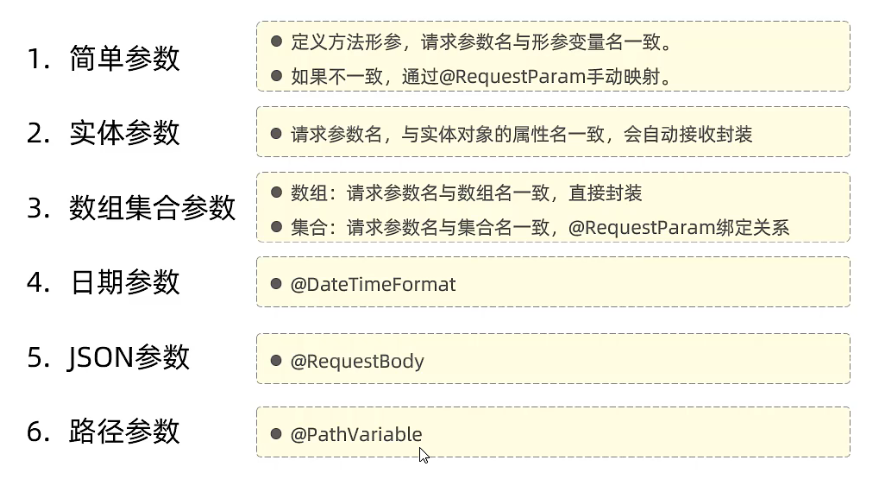 1. 简单参数
● 定义方法形参，请求参数名与形参变量名一致。
● 如果不一致，通过@RequestParam手动映射。
2. 实体参数
● 请求参数名，与实体对象的属性名一致，会自动接收封装
3. 数组集合参数
● 数组：请求参数名与数组名一致，直接封装
● 集合：请求参数名与集合名一致，@RequestParam绑定关系
4. 日期参数
● @DateTimeFormat
5. JSON参数
● @RequestBody
6. 路径参数
● @PathVariable